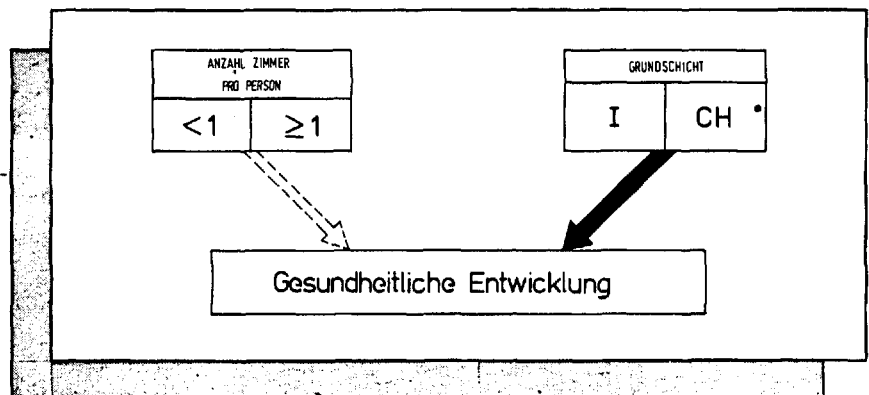 ANZAHL ZIMMER
PRO PERSON
<1 ≥1
GRUNDSCHICHT
I CH
Gesundheitliche Entwicklung